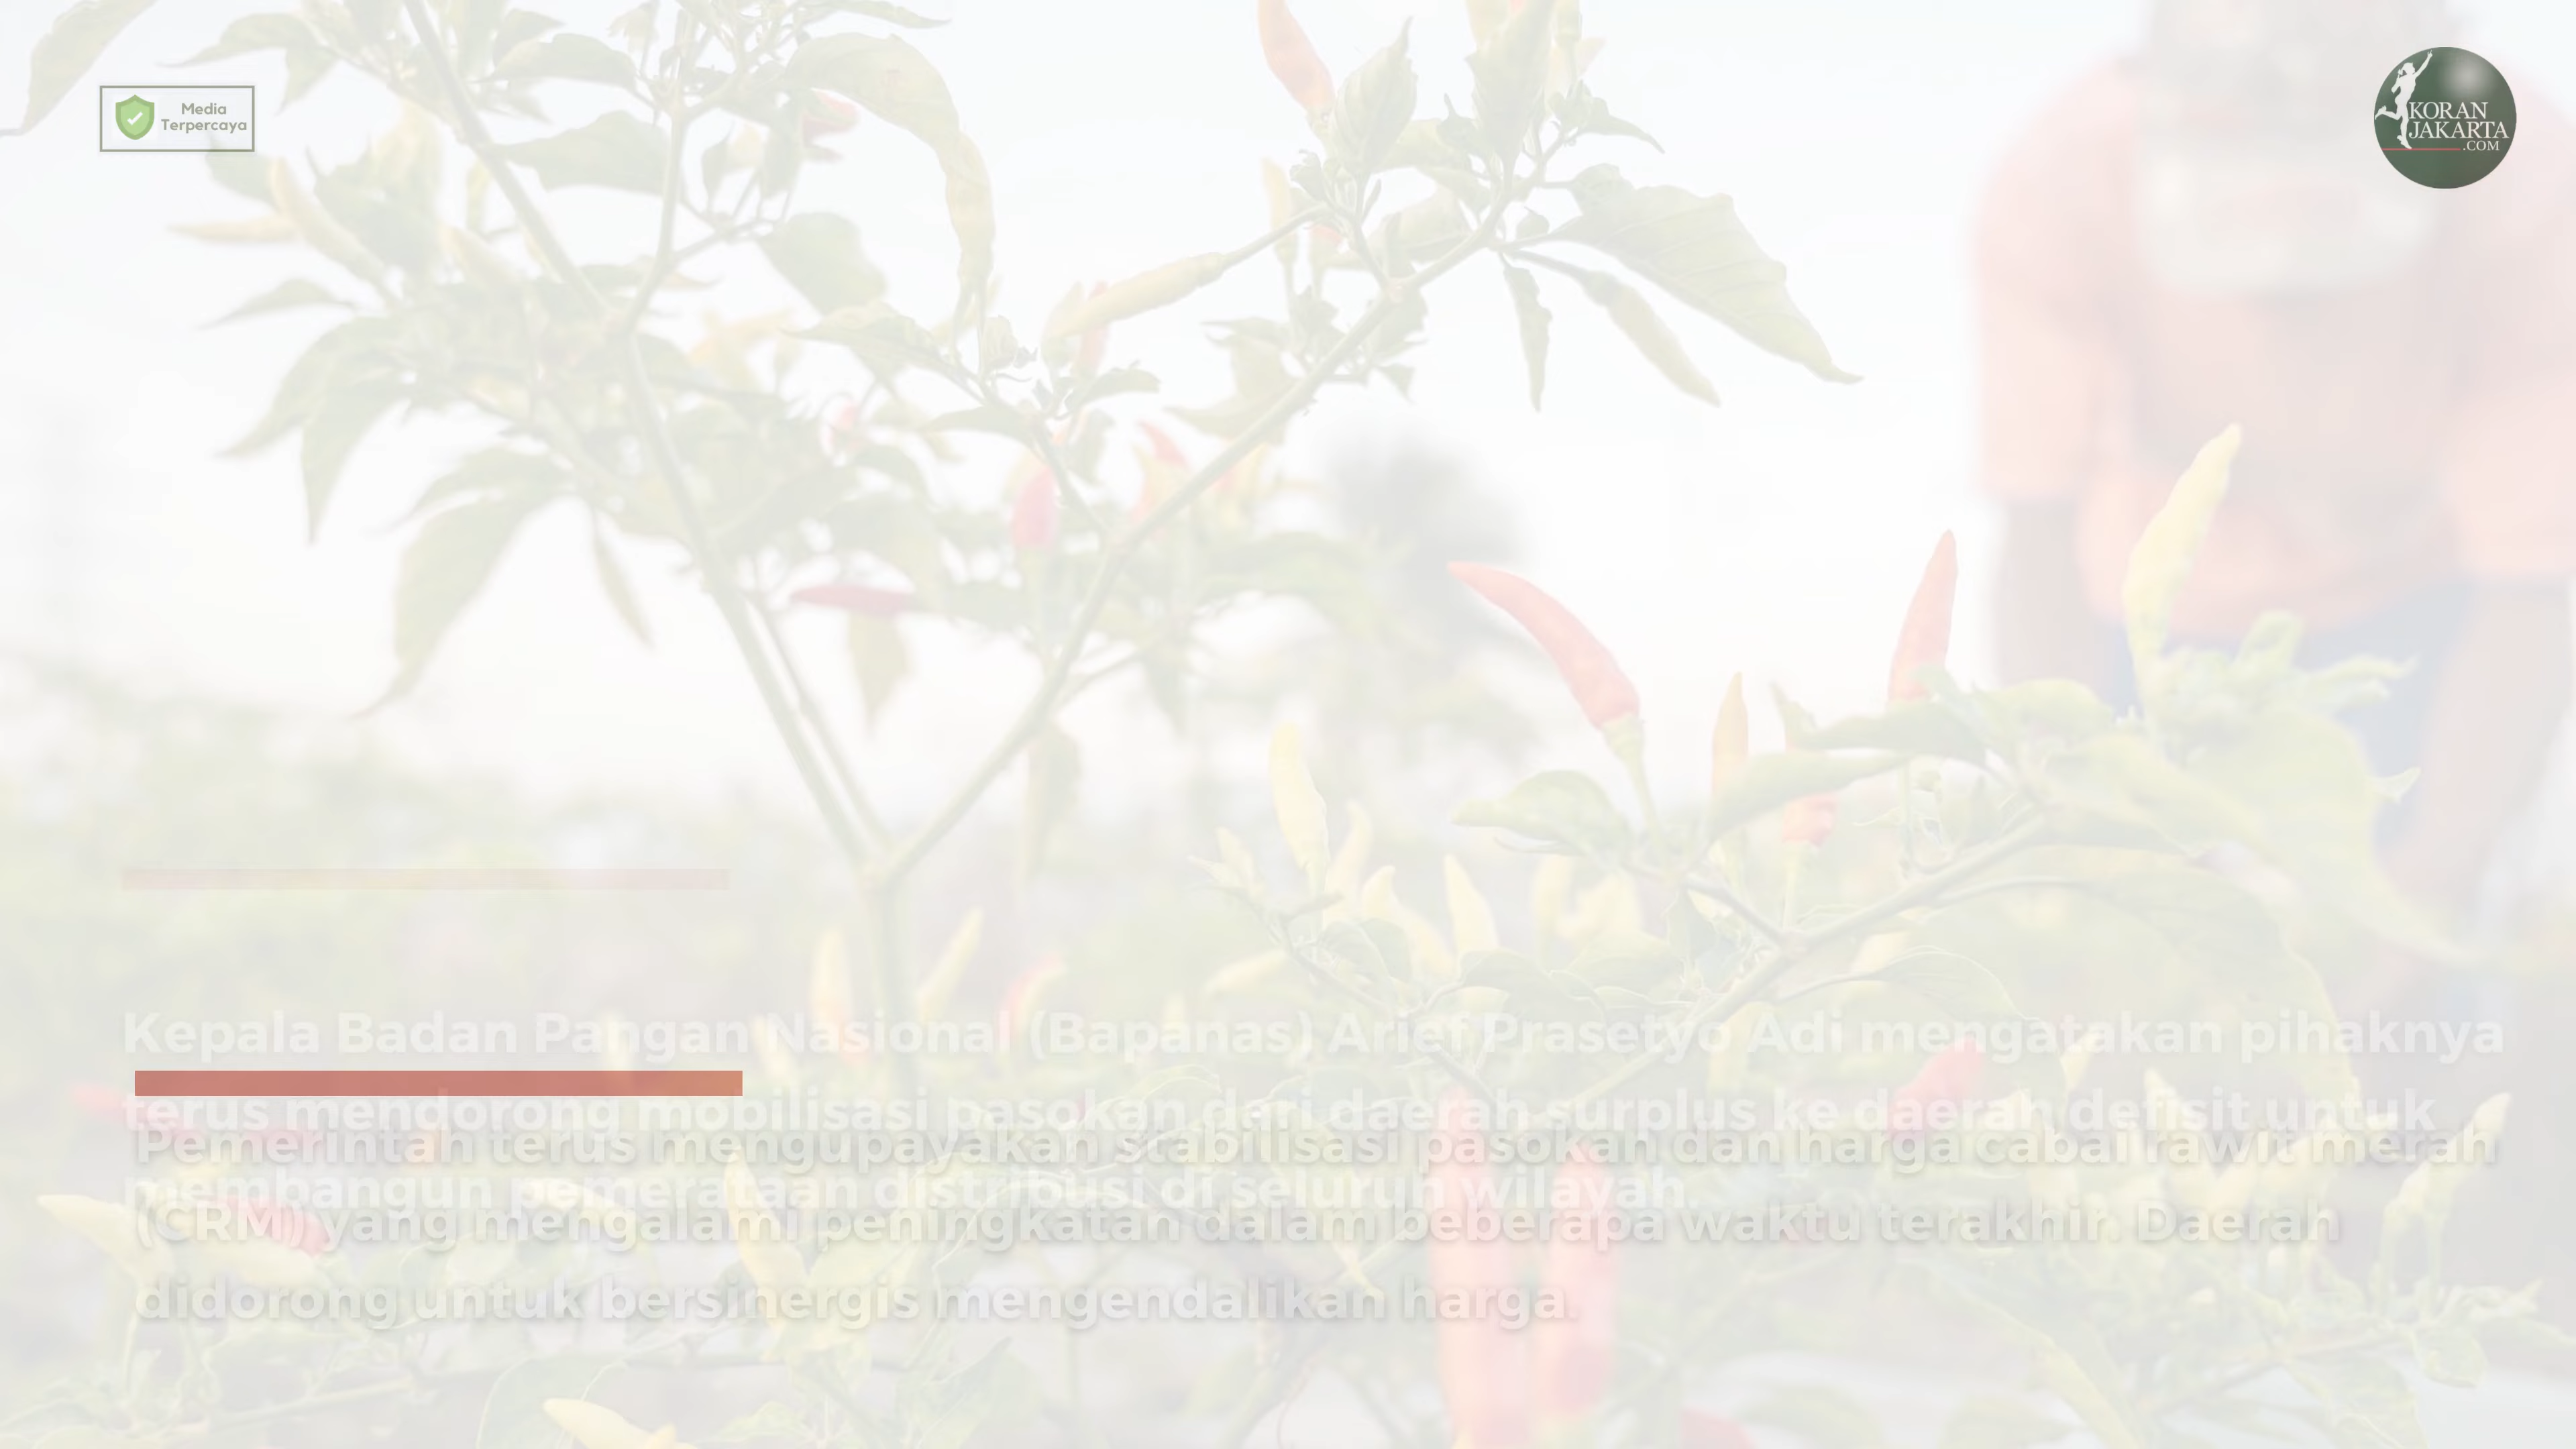 Media
Terpercaya
KORAN
JAKARTA
.COM
Kepala Badan Pangan Nasional (Bapanas) Arief Prasetyo Adi mengatakan pihaknya
terus mendorong mobilisasi pasokan dari daerah surplus ke daerah defisit untuk
membangun pemerataan distribusi di seluruh wilayah.
Pemerintah terus mengupayakan stabilisasi pasokan dan harga cabai rawit merah
(CRM) yang mengalami peningkatan dalam beberapa waktu terakhir. Daerah
didorong untuk bersinergis mengendalikan harga.